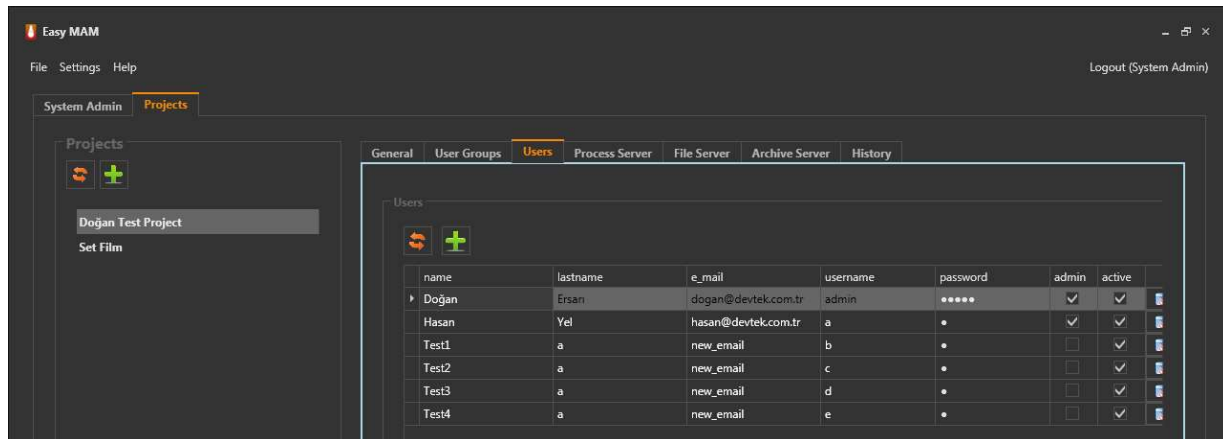 Easy MAM
File Settings Help
Logout (System Admin)
System Admin Projects
Projects
Doğan Test Project
Set Film
General User Groups Users Process Server File Server Archive Server History
Users
name lastname e_mail username password admin active
Doğan Ersan dogan@devtek.com.tr admin •••••
Hasan Yel hasan@devtek.com.tr a •
Test1 a new_email b •
Test2 a new_email c •
Test3 a new_email d •
Test4 a new_email e •